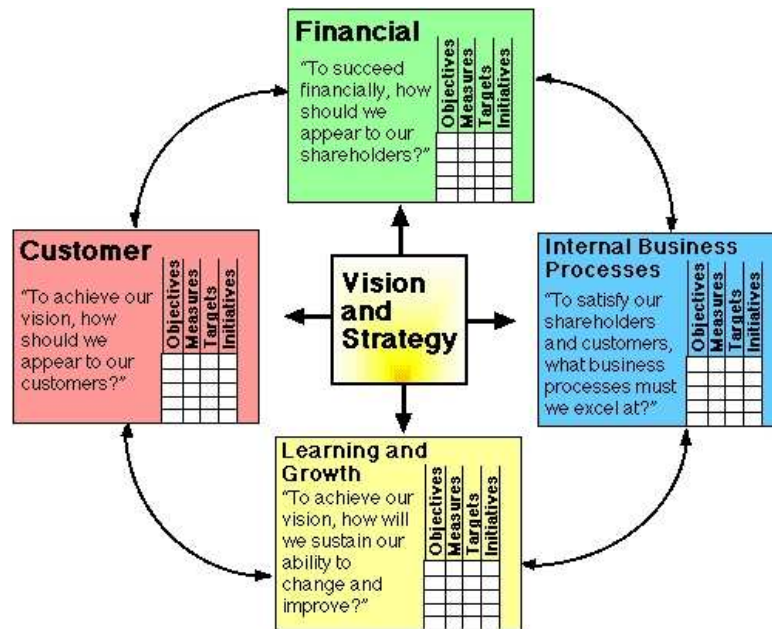 Financial
“To succeed
financially, how
should we
appear to our
shareholders?”
Objectives
Measures
Targets
Initiatives
Customer
“To achieve our
vision, how
should we
appear to our
customers?”
Objectives
Measures
Targets
Initiatives
Vision
and
Strategy
Internal Business
Processes
“To satisfy our
shareholders
and customers,
what business
processes must
we excel at?”
Objectives
Measures
Targets
Initiatives
Learning and
Growth
“To achieve our
vision, how will
we sustain our
ability to
change and
improve?”
Objectives
Measures
Targets
Initiatives